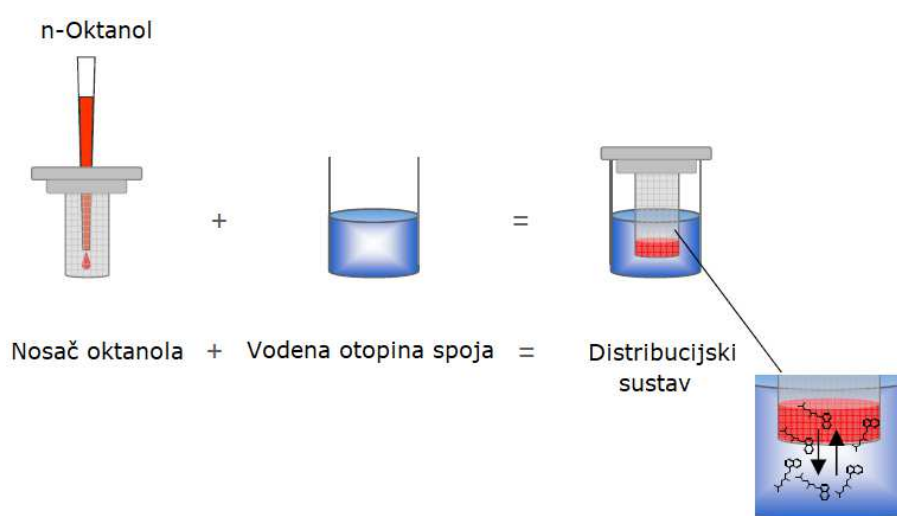 n-Oktanol
+
=
Nosač oktanola + Vodena otopina spoja = Distribucijski
sustav